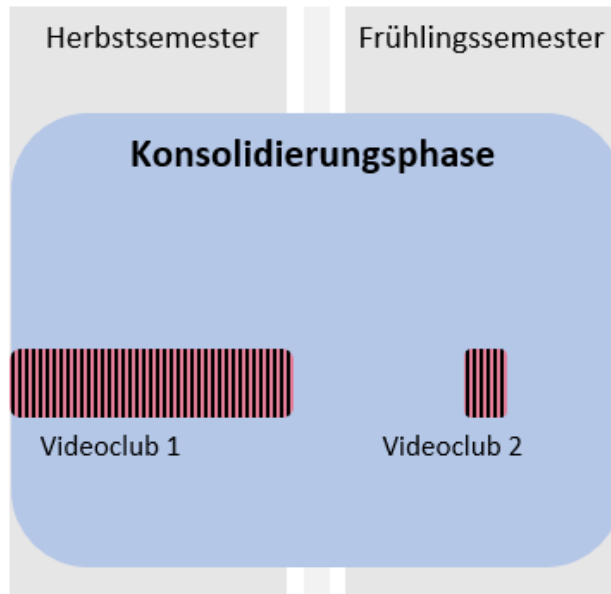 Herbstsemester
Frühlingssemester
Konsolidierungsphase
Videoclub 1
Videoclub 2